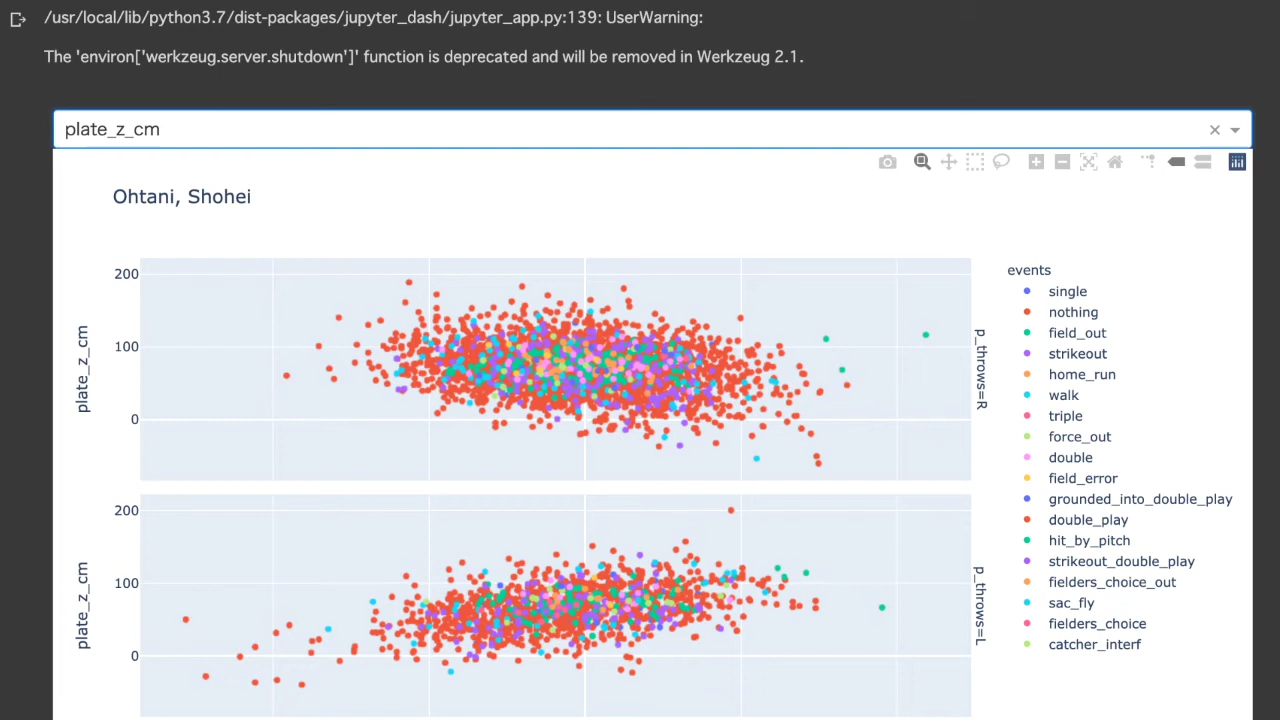 /usr/local/lib/python3.7/dist-packages/jupyter_dash/jupyter_app.py:139: UserWarning:
The 'environ['werkzeug.server.shutdown']' function is deprecated and will be removed in Werkzeug 2.1.
plate_z_cm
Ohtani, Shohei
200
100
0
plate_z_cm
p_throws=R
200
100
0
plate_z_cm
p_throws=L
events
single
nothing
field_out
strikeout
home_run
walk
triple
force_out
double
field_error
grounded_into_double_play
double_play
hit_by_pitch
strikeout_double_play
fielders_choice_out
sac_fly
fielders_choice
catcher_interf